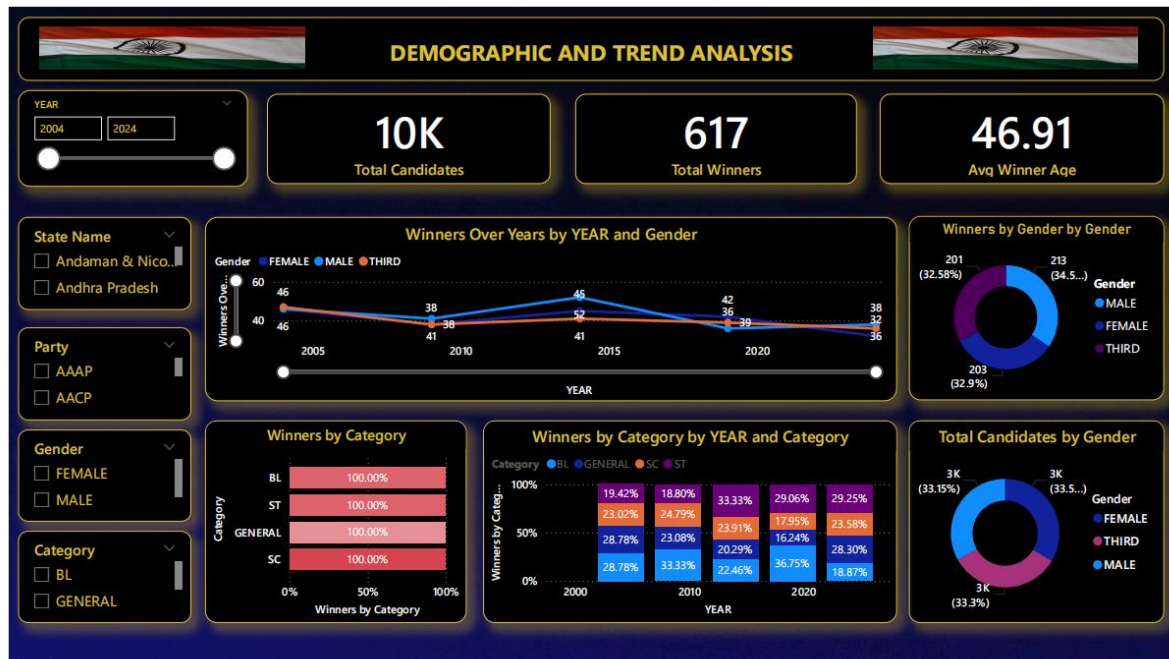 DEMOGRAPHIC AND TREND ANALYSIS
YEAR
2004 2024
10K
Total Candidates
617
Total Winners
46.91
Avg Winner Age
State Name
Andaman & Nico...
Andhra Pradesh
Party
AAAP
AACP
Gender
FEMALE
MALE
Category
BL
GENERAL
Winners Over Years by YEAR and Gender
Gender FEMALE MALE THIRD
Winners Ove...
60
40
46
46
38
38
41
45
52
41
42
36
39
38
32
36
2005 2010 2015 2020
YEAR
Winners by Gender by Gender
201
(32.58%)
213
(34.5...)
203
(32.9%)
Gender
MALE
FEMALE
THIRD
Winners by Category
Category
BL 100.00%
ST 100.00%
GENERAL 100.00%
SC 100.00%
0% 50% 100%
Winners by Category
Winners by Category by YEAR and Category
Category BL GENERAL SC ST
Winners by Categ...
100%
50%
0%
19.42% 18.80% 33.33% 29.06% 29.25%
23.02% 24.79% 23.91% 17.95% 23.58%
28.78% 23.08% 20.29% 16.24% 28.30%
28.78% 33.33% 22.46% 36.75% 18.87%
2000 2010 2020
YEAR
Total Candidates by Gender
3K
(33.15%)
3K
(33.5...)
3K
(33.3%)
Gender
FEMALE
THIRD
MALE